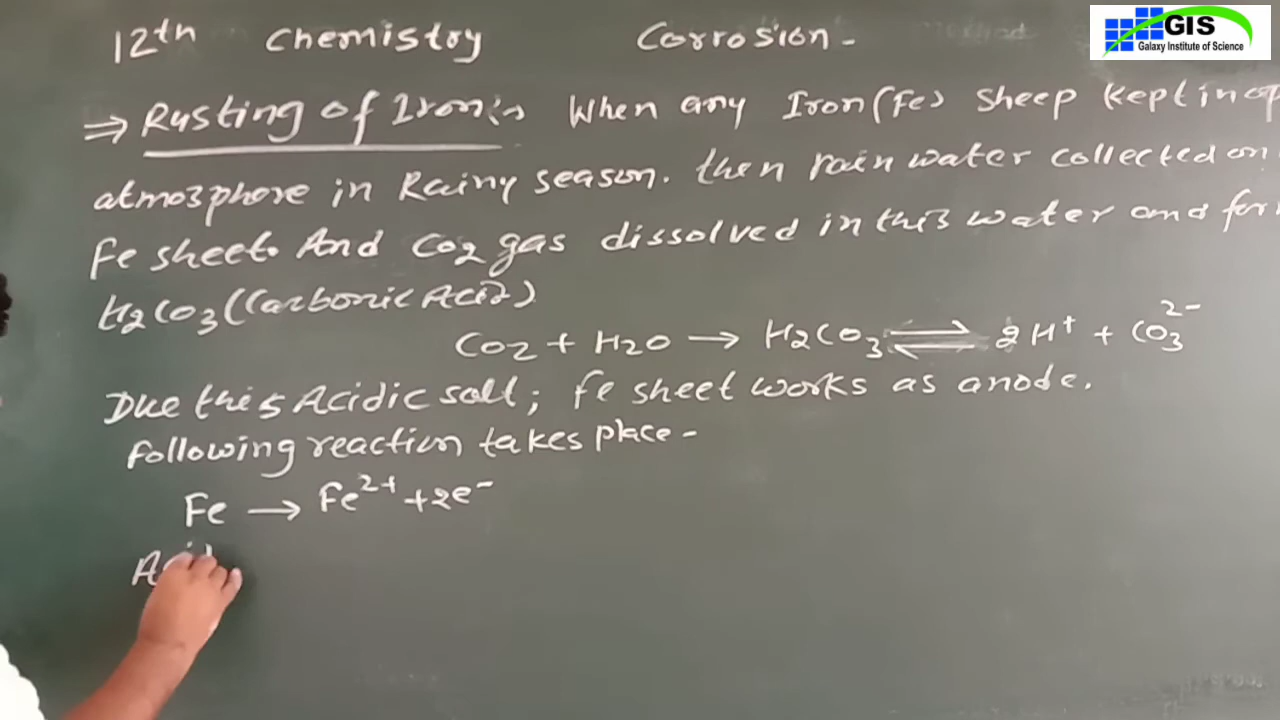 12th Chemistry Corrosion -
GIS
Galaxy Institute of Science
⇒ Rusting of Iron:→ When any Iron(Fe) sheep kept in op
atmosphore in Rainy season. then rain water collected on
Fe sheet. And CO2 gas dissolved in this water and for
H2CO3 (Carbonic Acid)
CO2 + H2O → H2CO3 ⇌ 2H⁺ + CO3²⁻
Due this Acidic soll; Fe sheet works as anode.
following reaction takes place -
Fe → Fe²⁺ + 2e⁻